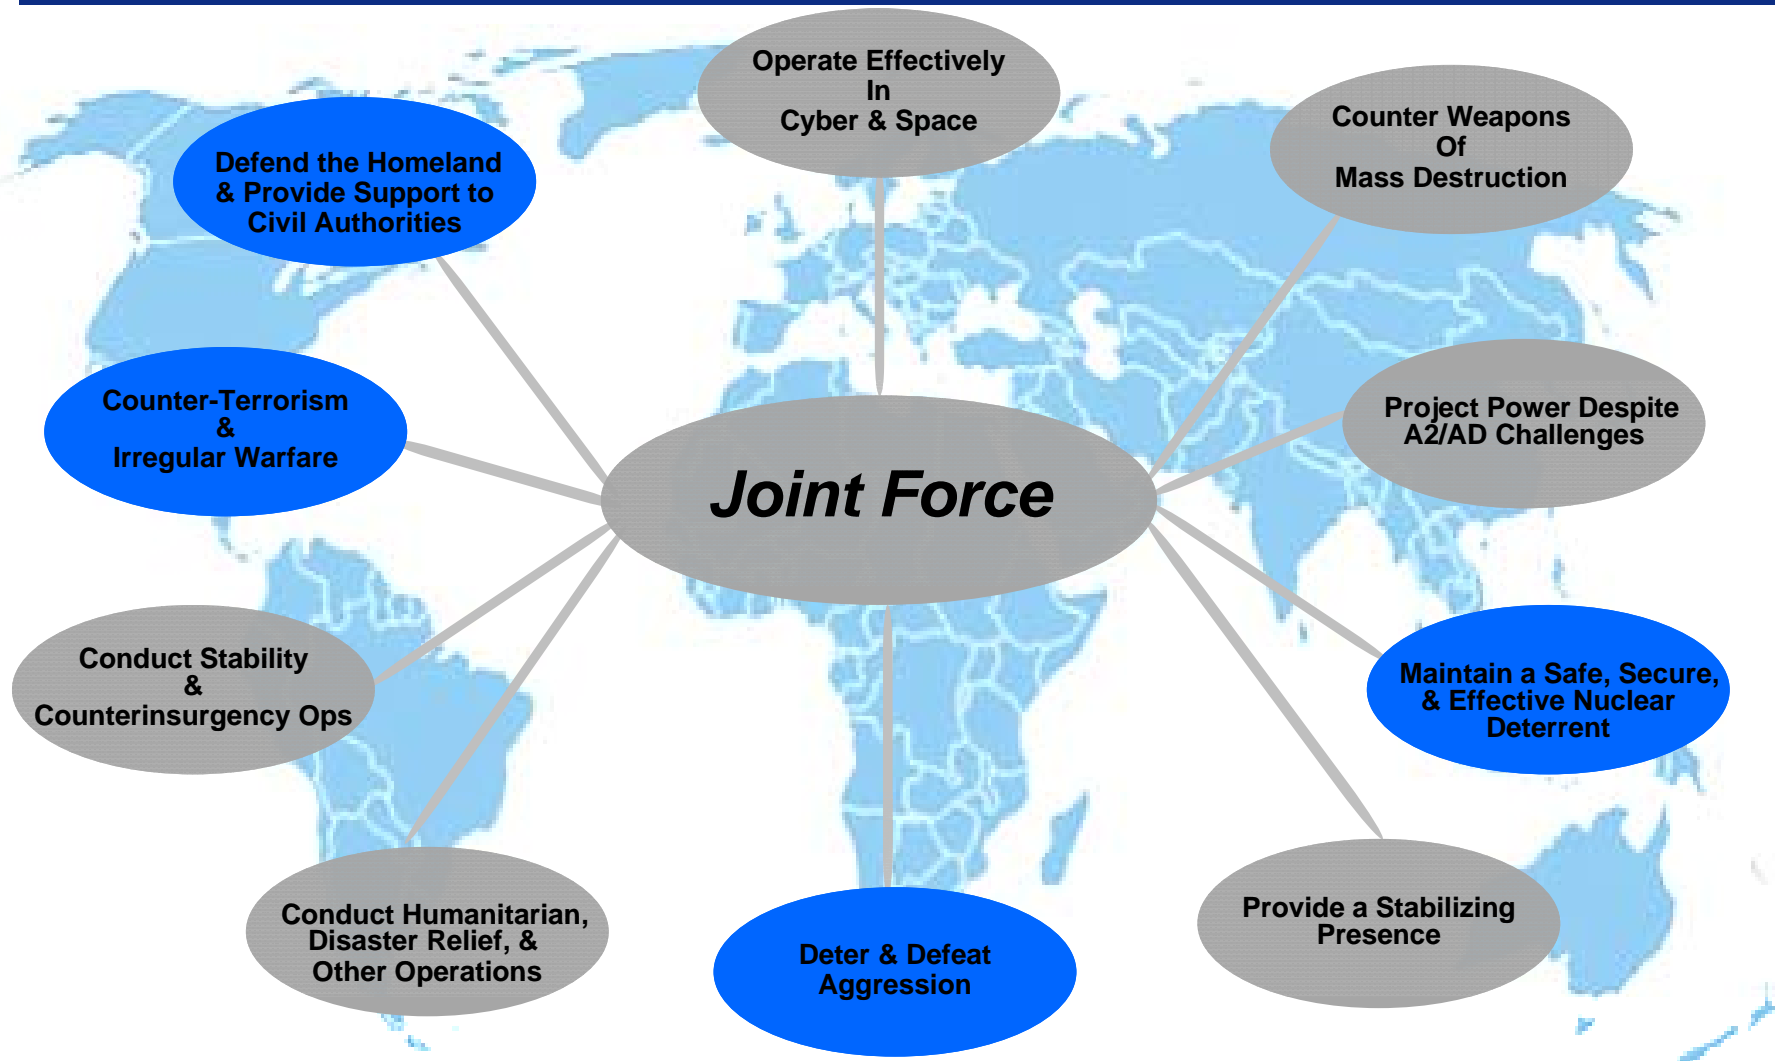 Operate Effectively
In
Cyber & Space
Counter Weapons
Of
Mass Destruction
Defend the Homeland
& Provide Support to
Civil Authorities
Counter-Terrorism
&
Irregular Warfare
Project Power Despite
A2/AD Challenges
Joint Force
Conduct Stability
&
Counterinsurgency Ops
Maintain a Safe, Secure,
& Effective Nuclear
Deterrent
Conduct Humanitarian,
Disaster Relief, &
Other Operations
Deter & Defeat
Aggression
Provide a Stabilizing
Presence